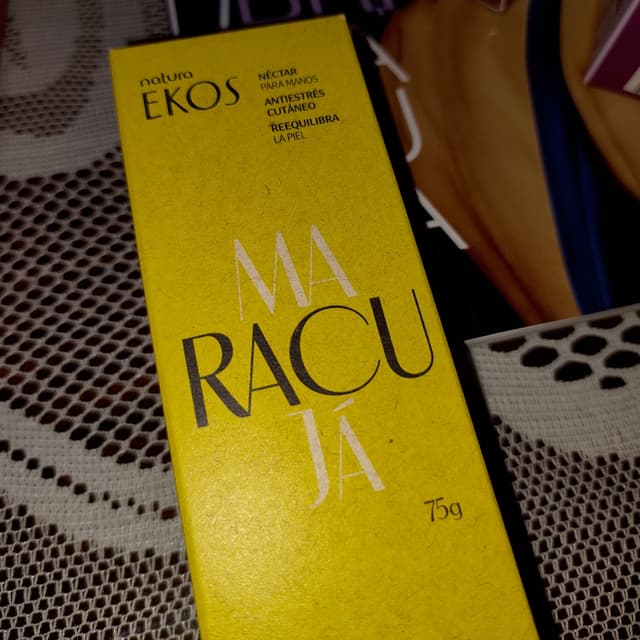 natura
EKOS
NÉCTAR
PARA MANOS
ANTIESTRÉS
CUTÁNEO
REEQUILIBRA
LA PIEL
MA
RACU
JÁ
75g